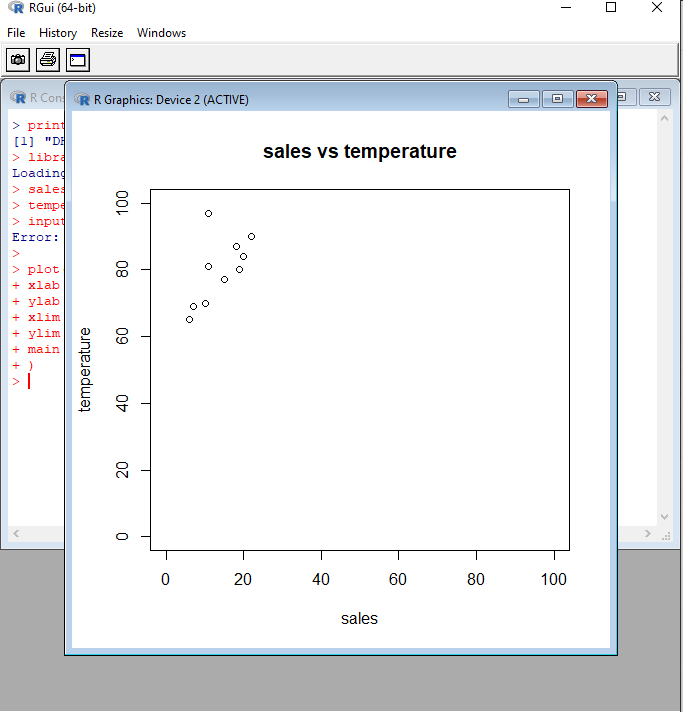 RGui (64-bit)
File History Resize Windows
R Cons
R Graphics: Device 2 (ACTIVE)
> print
[1] "DH
> libra
Loading
> sales
> tempe
> input
Error:
>
> plot
+ xlab
+ ylab
+ xlim
+ ylim
+ main
+ )
>
sales vs temperature
temperature
100
80
60
40
20
0
0 20 40 60 80 100
sales